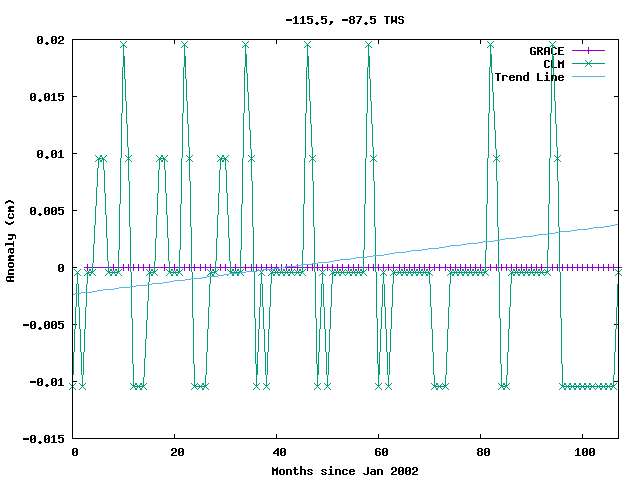 -115.5, -87.5 TWS
GRACE
CLM
Trend Line
0.02
0.015
0.01
0.005
0
-0.005
-0.01
-0.015
Anomaly (cm)
0 20 40 60 80 100
Months since Jan 2002